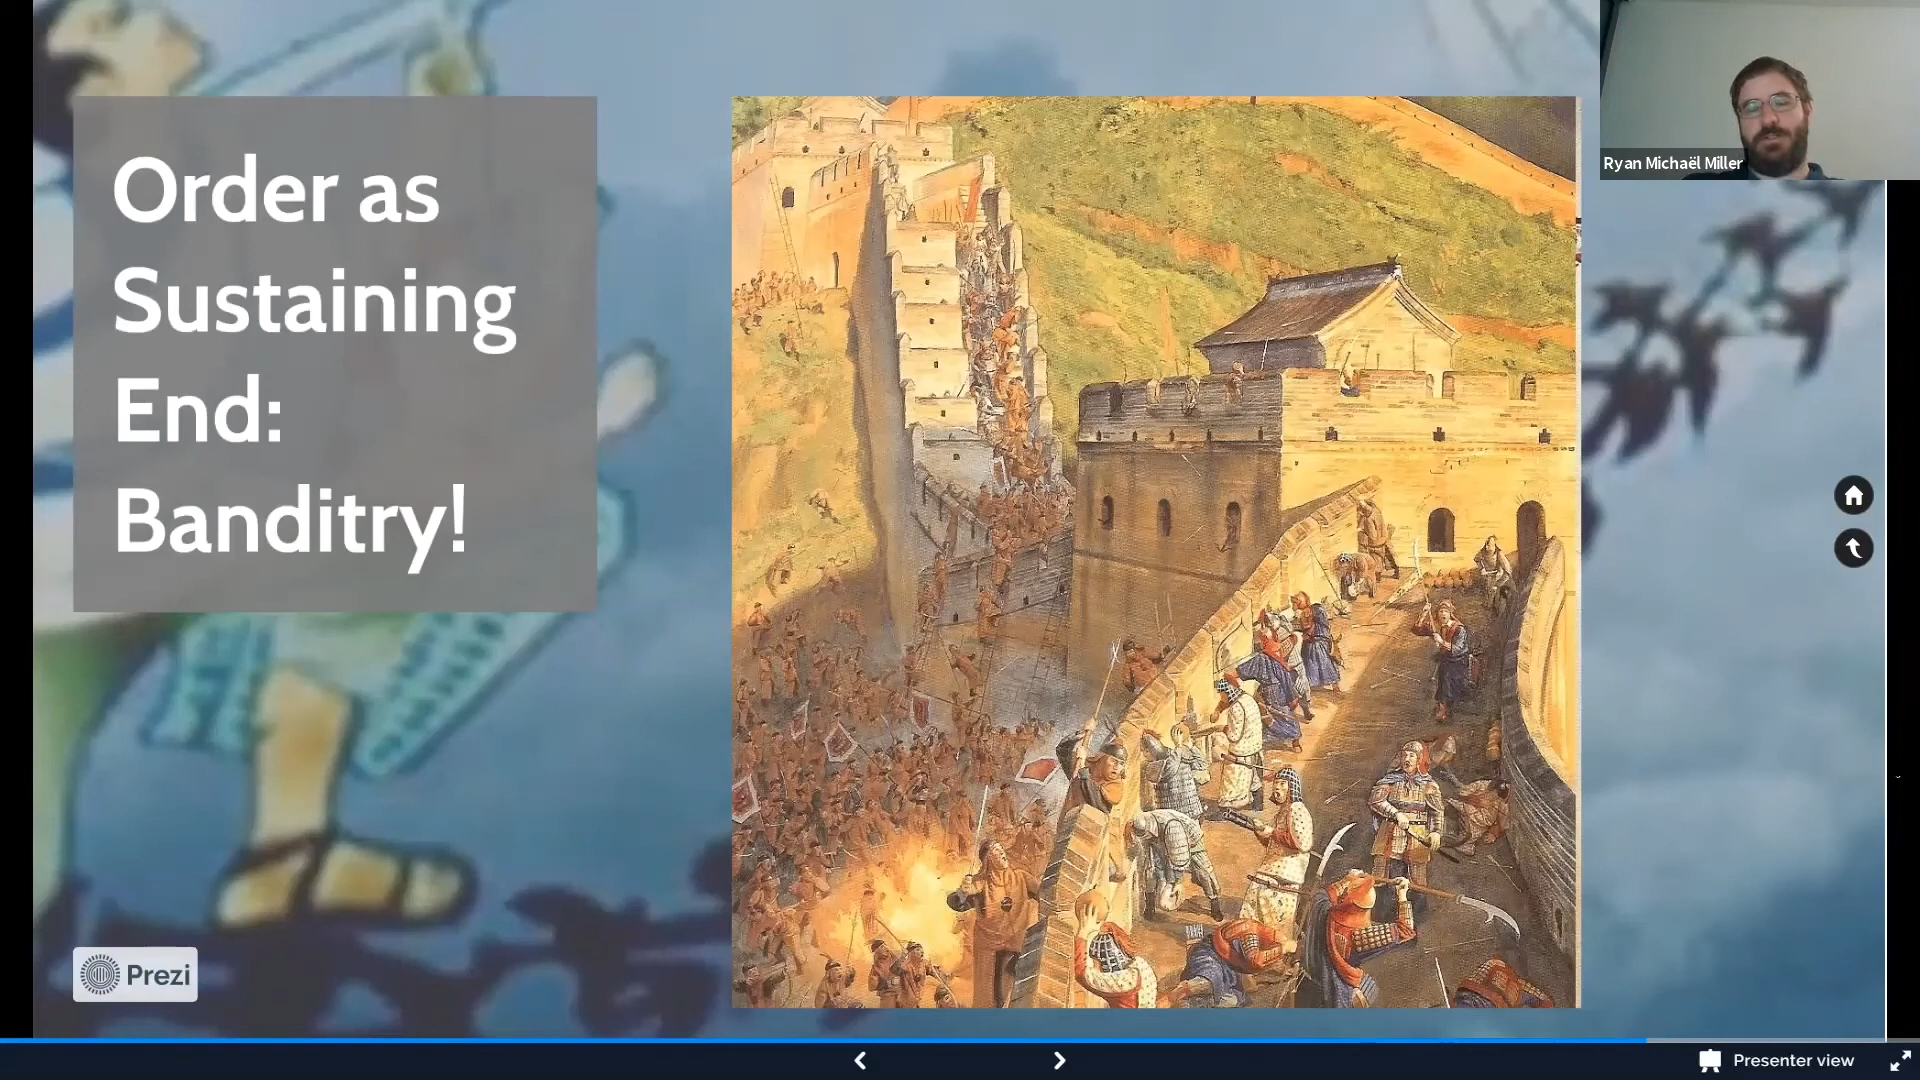 Order as
Sustaining
End:
Banditry!
Ryan Michaël Miller
Prezi
Presenter view